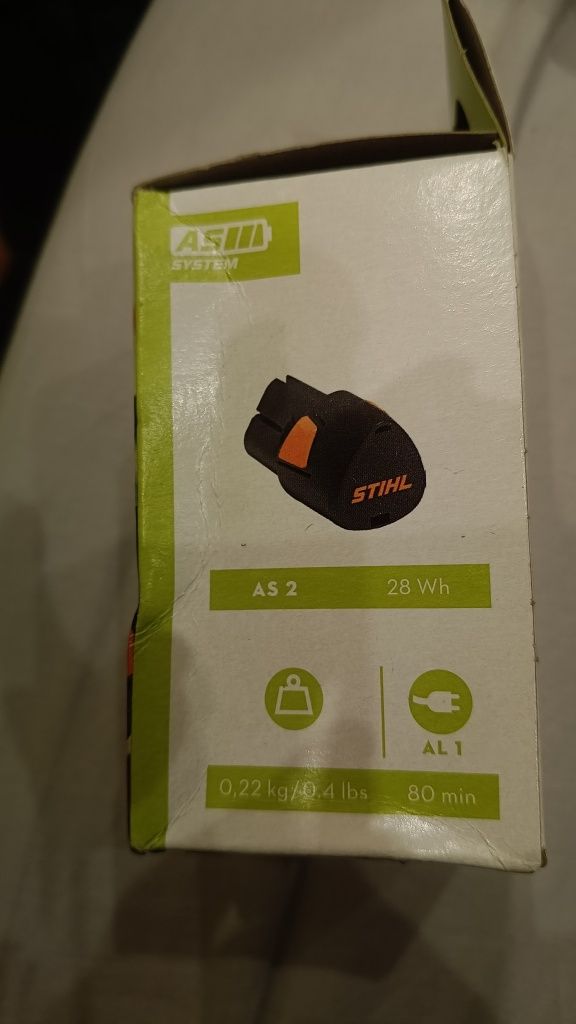 AS
SYSTEM
STIHL
AS 2 28 Wh
AL 1
0,22 kg/0.4 lbs 80 min